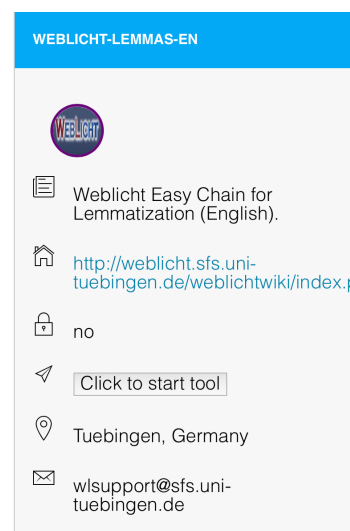 WEBLICHT-LEMMAS-EN
WEBLICHT
Weblicht Easy Chain for
Lemmatization (English).
http://weblicht.sfs.uni-
tuebingen.de/weblichtwiki/index.p
no
Click to start tool
Tuebingen, Germany
wlsupport@sfs.uni-
tuebingen.de